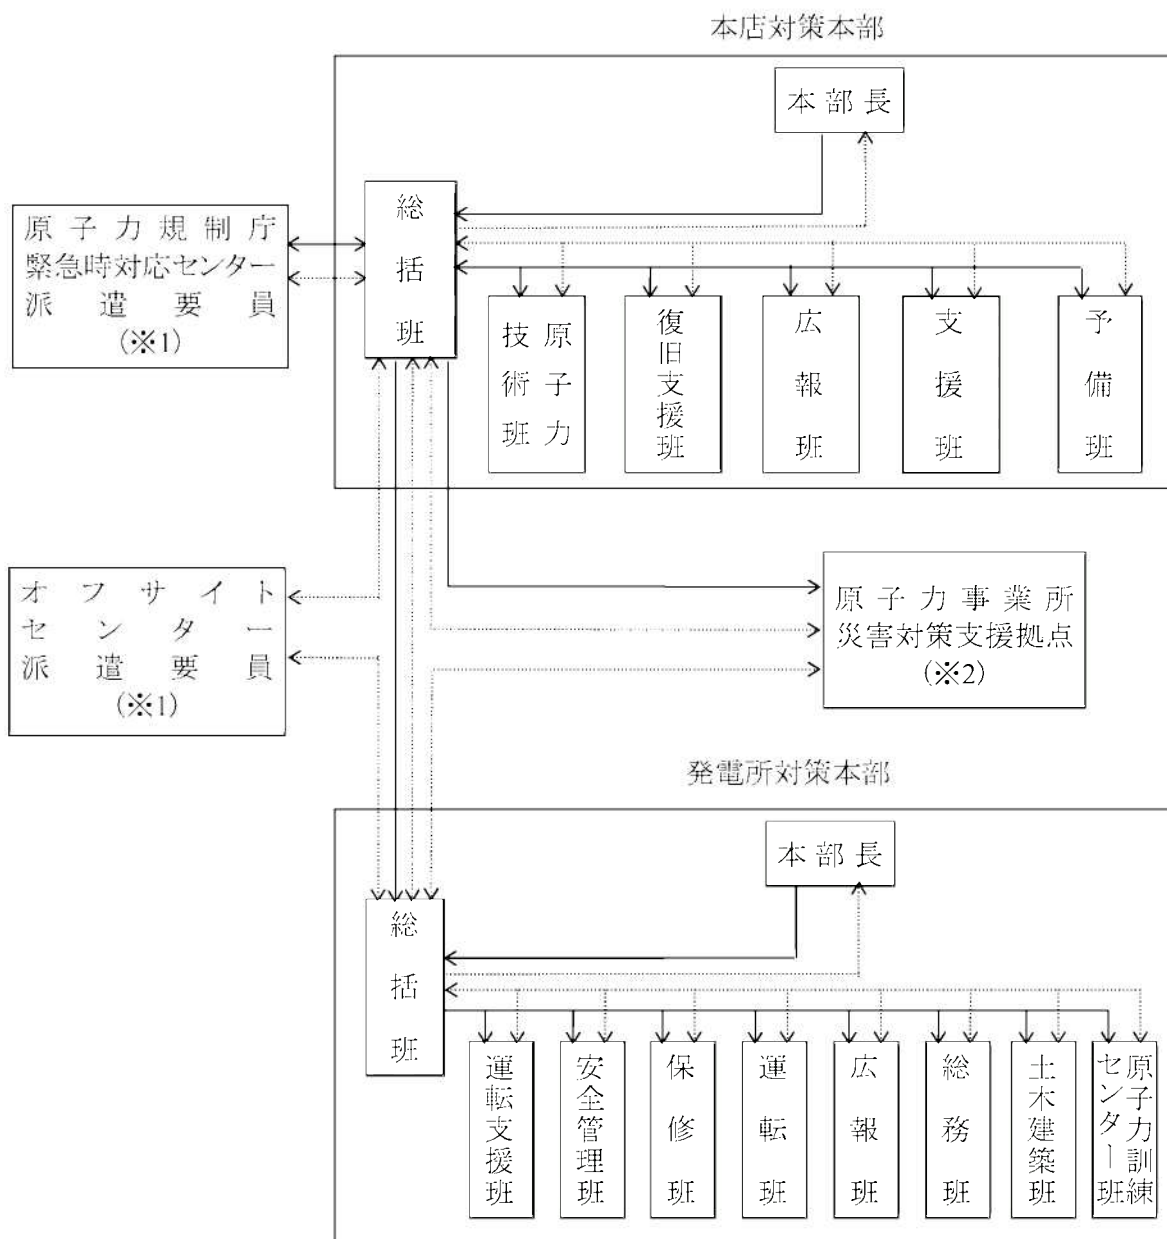 本店対策本部
本部長
総括班
原子力規制庁
緊急時対応センター
派遣要員
(※1)
原子力
技術班
復旧支援班
広報班
支援班
予備班
オフサイト
センター
派遣要員
(※1)
原子力事業所
災害対策支援拠点
(※2)
発電所対策本部
本部長
総括班
運転支援班
安全管理班
保修班
運転班
広報班
総務班
土木建築班
原子力訓練
センター班